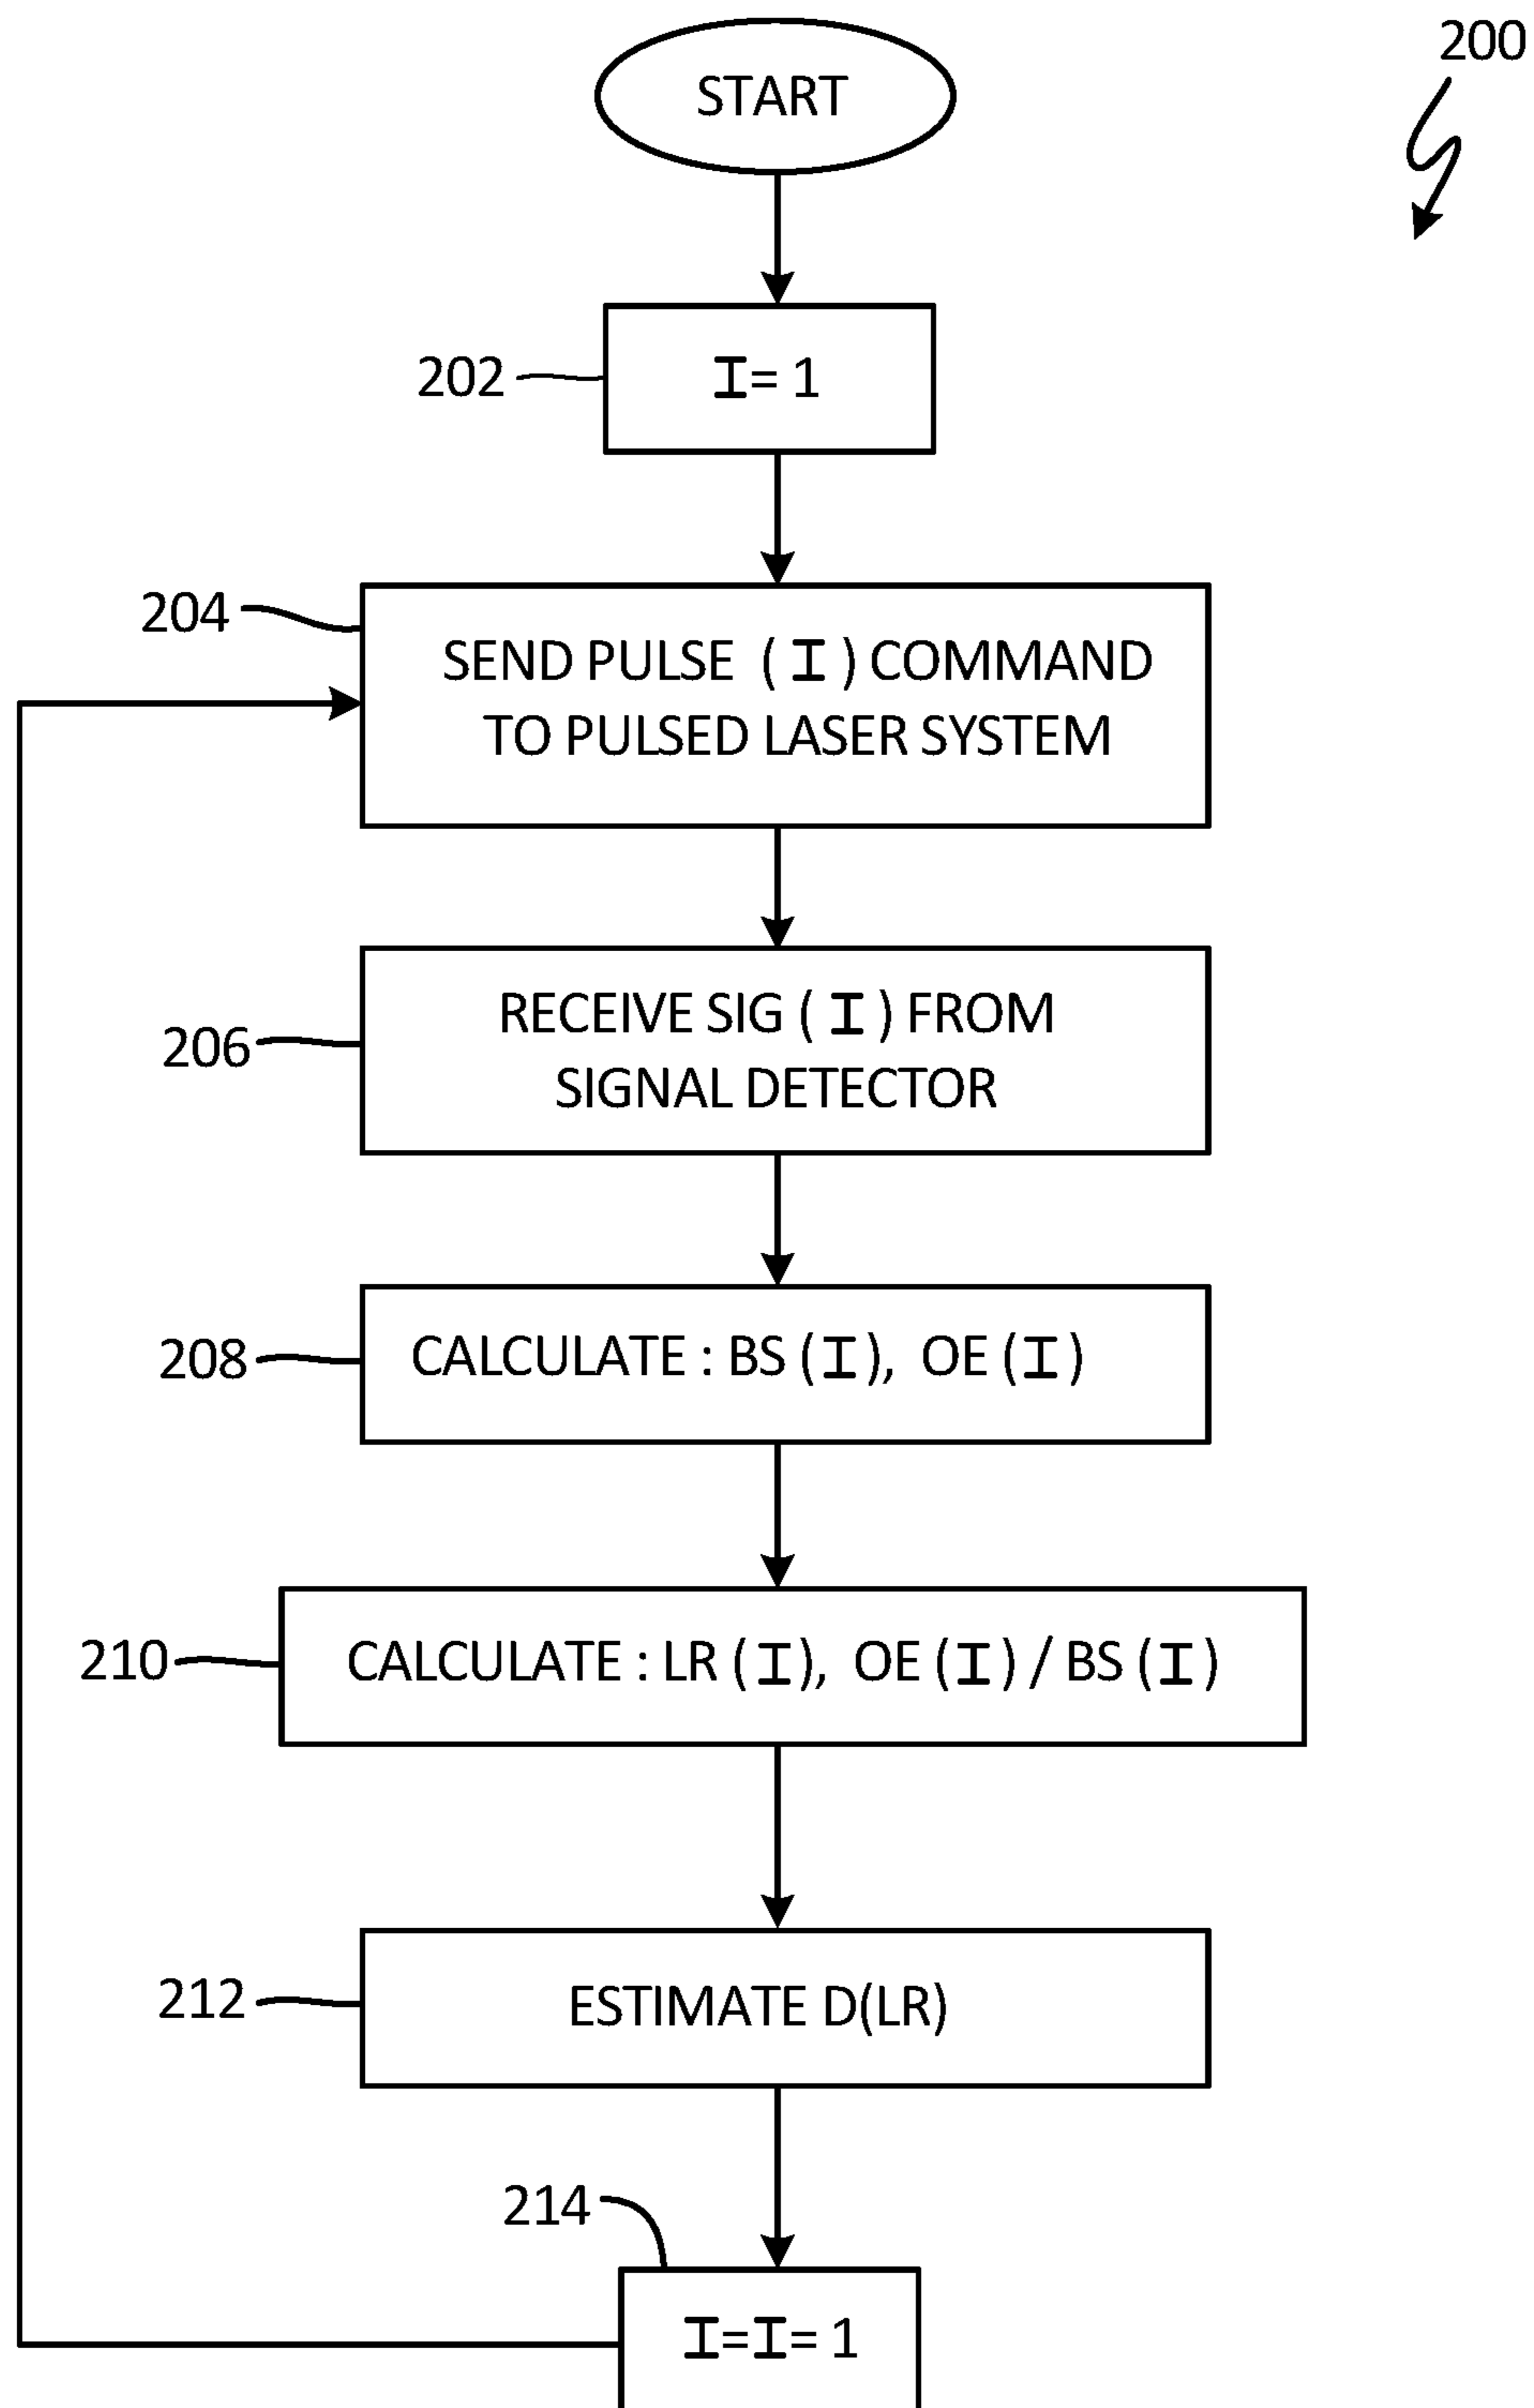 200
START
202
I= 1
204
SEND PULSE ( I ) COMMAND
TO PULSED LASER SYSTEM
206
RECEIVE SIG ( I ) FROM
SIGNAL DETECTOR
208
CALCULATE : BS ( I ), OE ( I )
210
CALCULATE : LR ( I ), OE ( I ) / BS ( I )
212
ESTIMATE D(LR)
214
I=I= 1